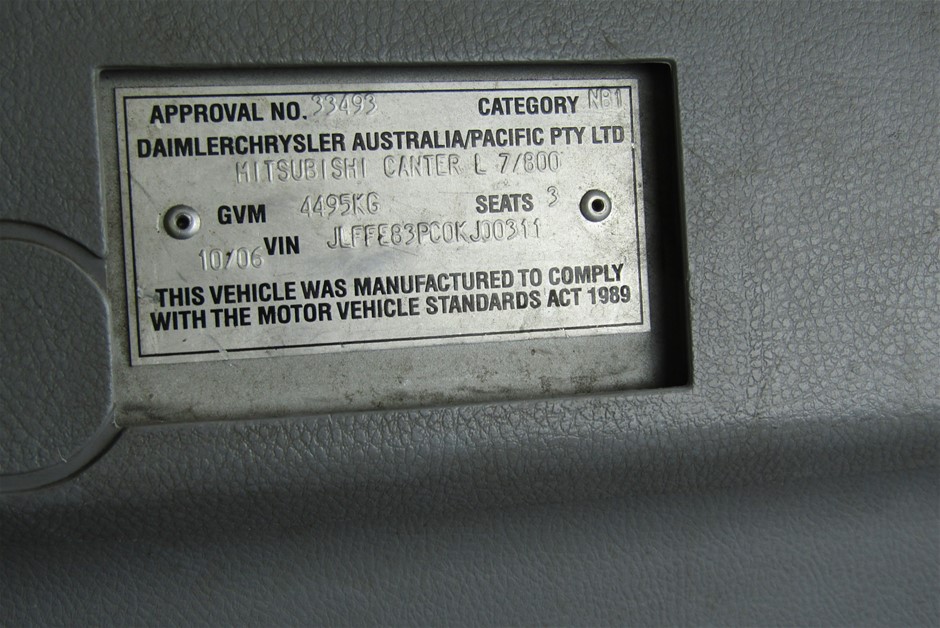 APPROVAL NO. 33493 CATEGORY NB1
DAIMLERCHRYSLER AUSTRALIA/PACIFIC PTY LTD
MITSUBISHI CANTER L 7/800
GVM 4495KG SEATS 3
10/06 VIN JLFFE83PC0KJ00311
THIS VEHICLE WAS MANUFACTURED TO COMPLY
WITH THE MOTOR VEHICLE STANDARDS ACT 1989